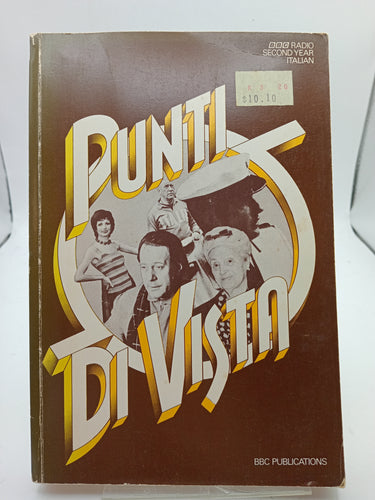 BBC RADIO
SECOND YEAR
ITALIAN
$10.10
PUNTI
DI VISTA
BBC PUBLICATIONS